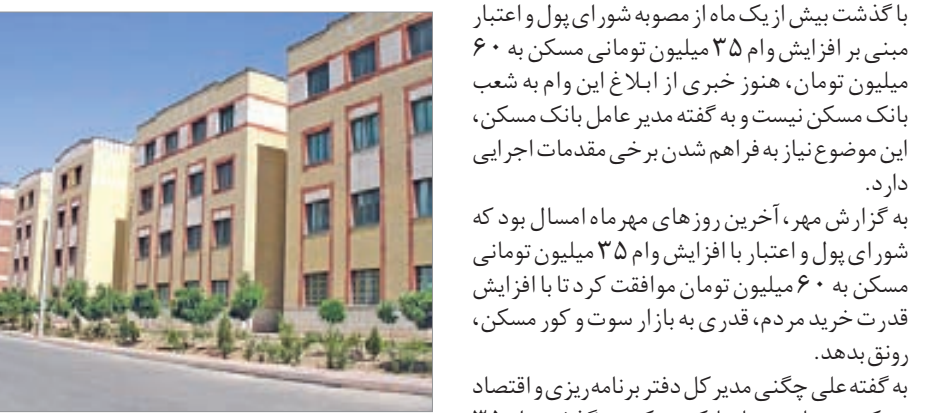 با گذشت بیش از یک ماه از مصوبه شورای پول و اعتبار
مبنی بر افزایش وام ۳۵ میلیون تومانی مسکن به ۶۰
میلیون تومان، هنوز خبری از ابلاغ این وام به شعب
بانک مسکن نیست و به گفته مدیر عامل بانک مسکن،
این موضوع نیاز به فراهم شدن برخی مقدمات اجرایی
دارد.
به گزارش مهر، آخرین روزهای مهرماه امسال بود که
شورای پول و اعتبار با افزایش وام ۳۵ میلیون تومانی
مسکن به ۶۰ میلیون تومان موافقت کرد تا با افزایش
قدرت خرید مردم، قدری به بازار سوت و کور مسکن،
رونق بدهد.
به گفته علی چگنی مدیر کل دفتر برنامه‌ریزی و اقتصاد